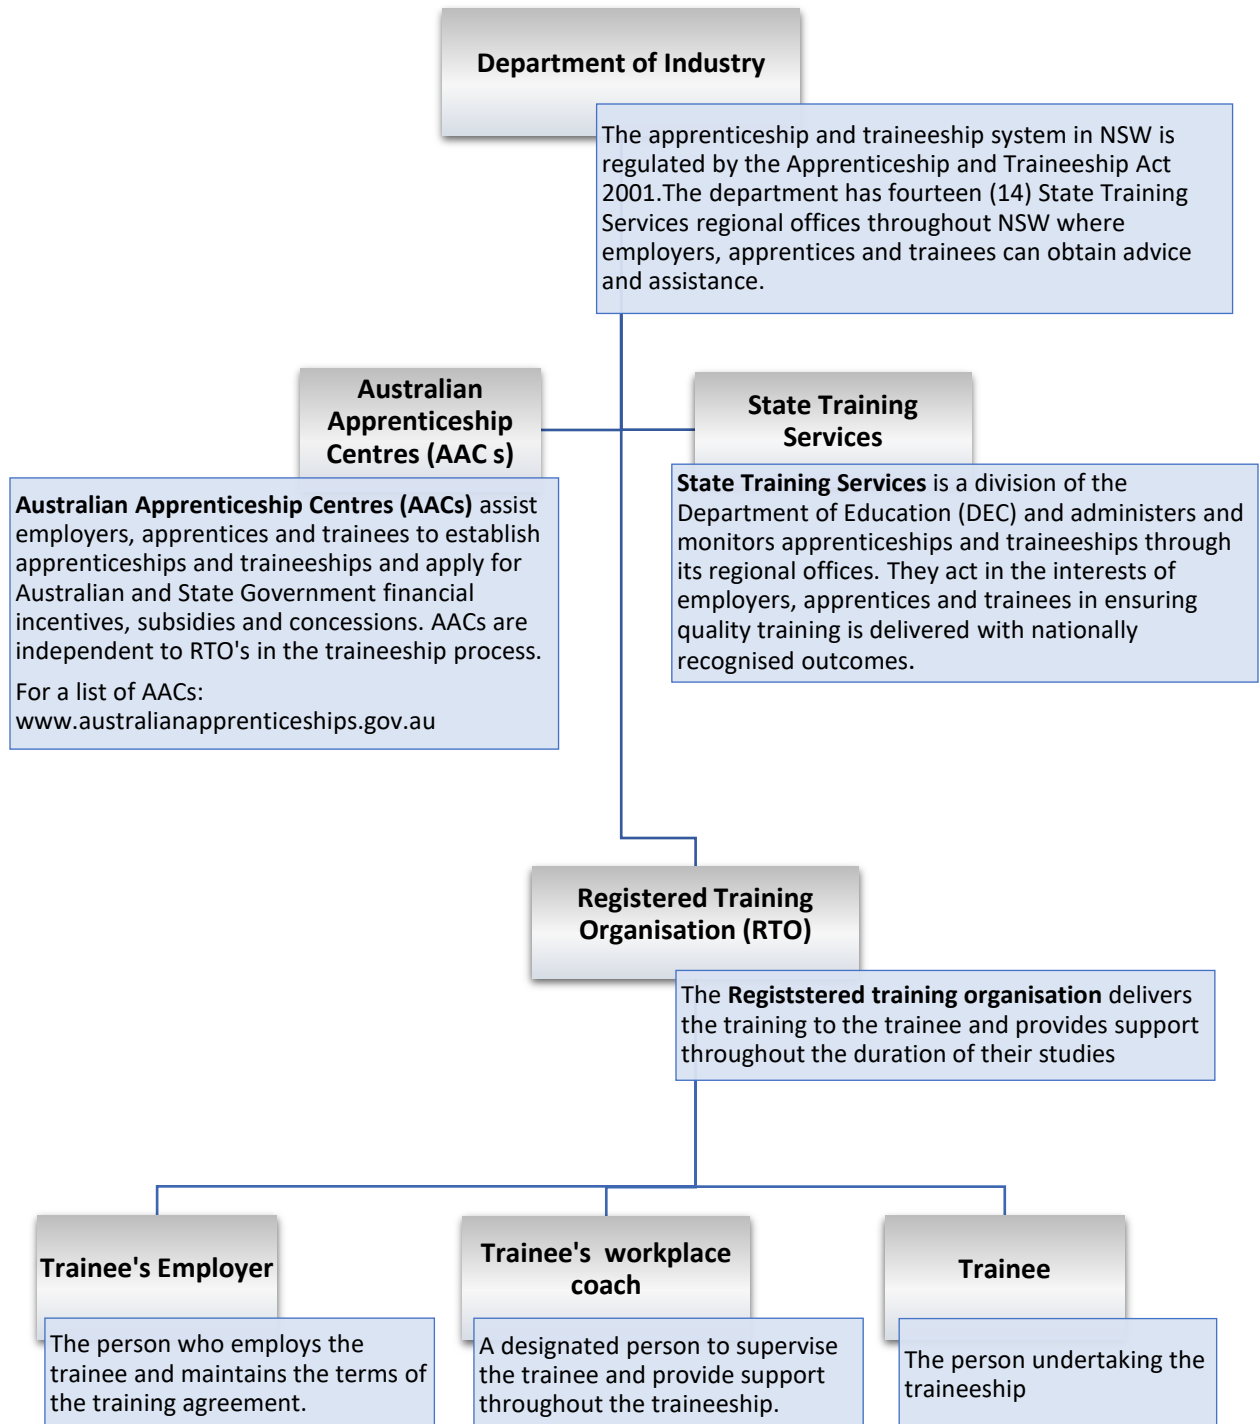 Department of Industry
The apprenticeship and traineeship system in NSW is
regulated by the Apprenticeship and Traineeship Act
2001.The department has fourteen (14) State Training
Services regional offices throughout NSW where
employers, apprentices and trainees can obtain advice
and assistance.
Australian
Apprenticeship
Centres (AAC s)
Australian Apprenticeship Centres (AACs) assist
employers, apprentices and trainees to establish
apprenticeships and traineeships and apply for
Australian and State Government financial
incentives, subsidies and concessions. AACs are
independent to RTO's in the traineeship process.
For a list of AACs:
www.australianapprenticeships.gov.au
State Training
Services
State Training Services is a division of the
Department of Education (DEC) and administers and
monitors apprenticeships and traineeships through
its regional offices. They act in the interests of
employers, apprentices and trainees in ensuring
quality training is delivered with nationally
recognised outcomes.
Registered Training
Organisation (RTO)
The Registstered training organisation delivers
the training to the trainee and provides support
throughout the duration of their studies
Trainee's Employer
The person who employs the
trainee and maintains the terms of
the training agreement.
Trainee's  workplace
coach
A designated person to supervise
the trainee and provide support
throughout the traineeship.
Trainee
The person undertaking the
traineeship